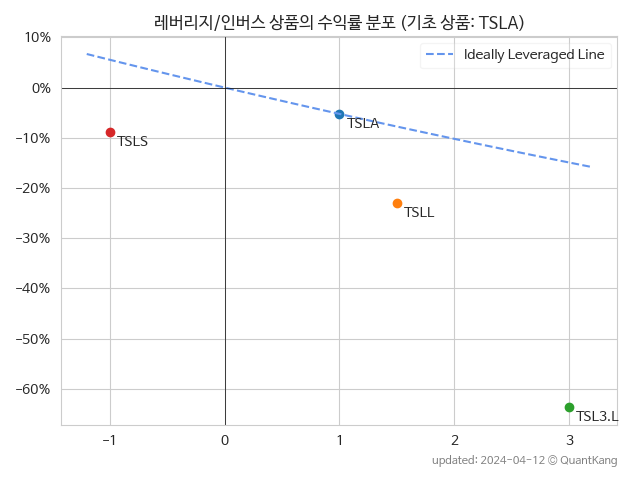 레버리지/인버스 상품의 수익률 분포 (기초 상품: TSLA)
10%
0%
−10%
−20%
−30%
−40%
−50%
−60%
Ideally Leveraged Line
TSLS
TSLA
TSLL
TSL3.L
−1
0
1
2
3
updated: 2024-04-12 ⓒ QuantKang